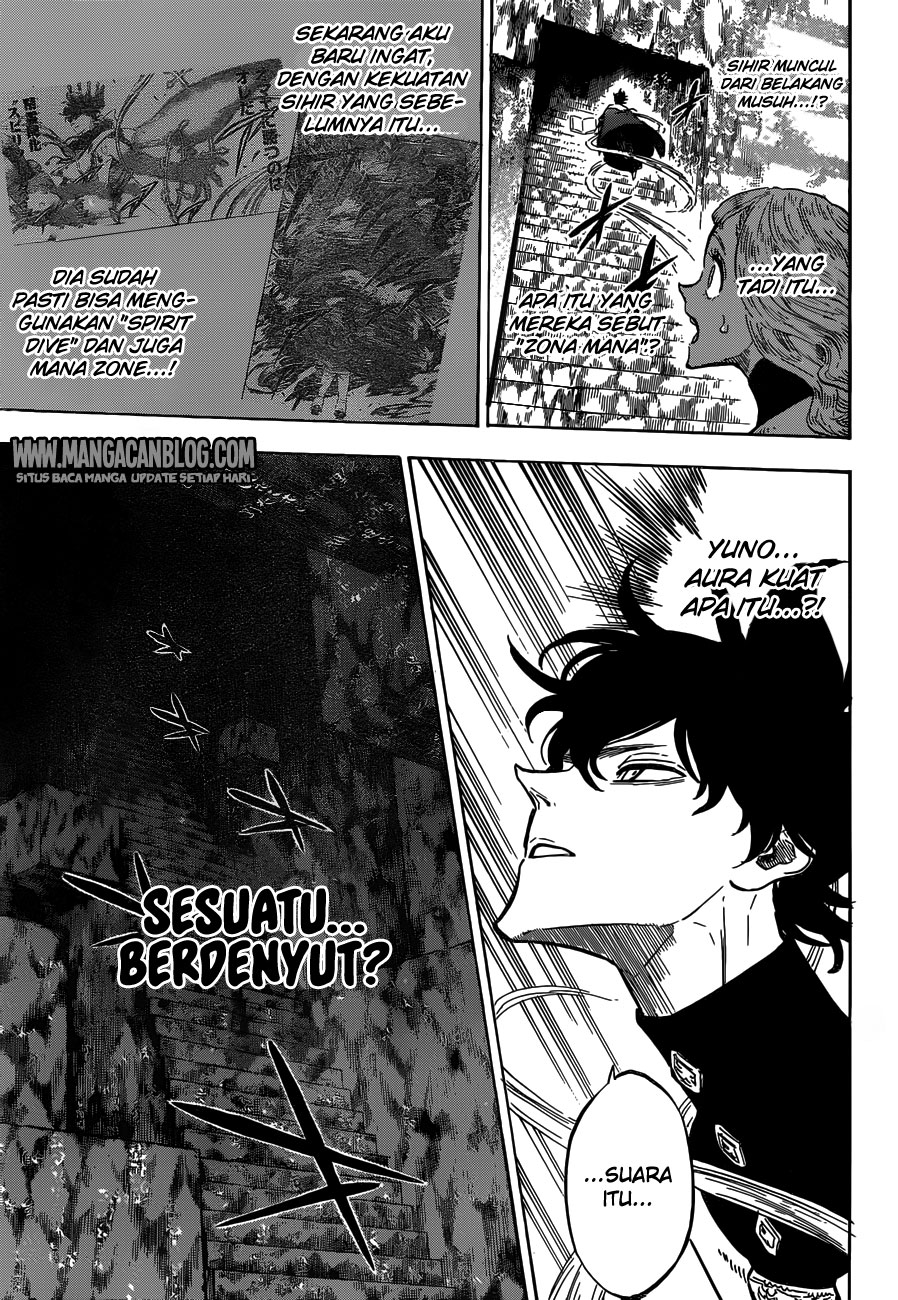 SIHIR MUNCUL
DARI BELAKANG
MUSUH...!?
...YANG
TADI ITU...
APA ITU YANG
MEREKA SEBUT
"ZONA MANA"?
SEKARANG AKU
BARU INGAT,
DENGAN KEKUATAN
SIHIR YANG SEBE-
LUMNYA ITU...
DIA SUDAH
PASTI BISA MENG-
GUNAKAN "SPIRIT
DIVE" DAN JUGA
MANA ZONE...!
WWW.MANGACANBLOG.COM
SITUS BACA MANGA UPDATE SETIAP HARI
YUNO...
AURA KUAT
APA ITU...?!
...SUARA
ITU...
SESUATU...
BERDENYUT?